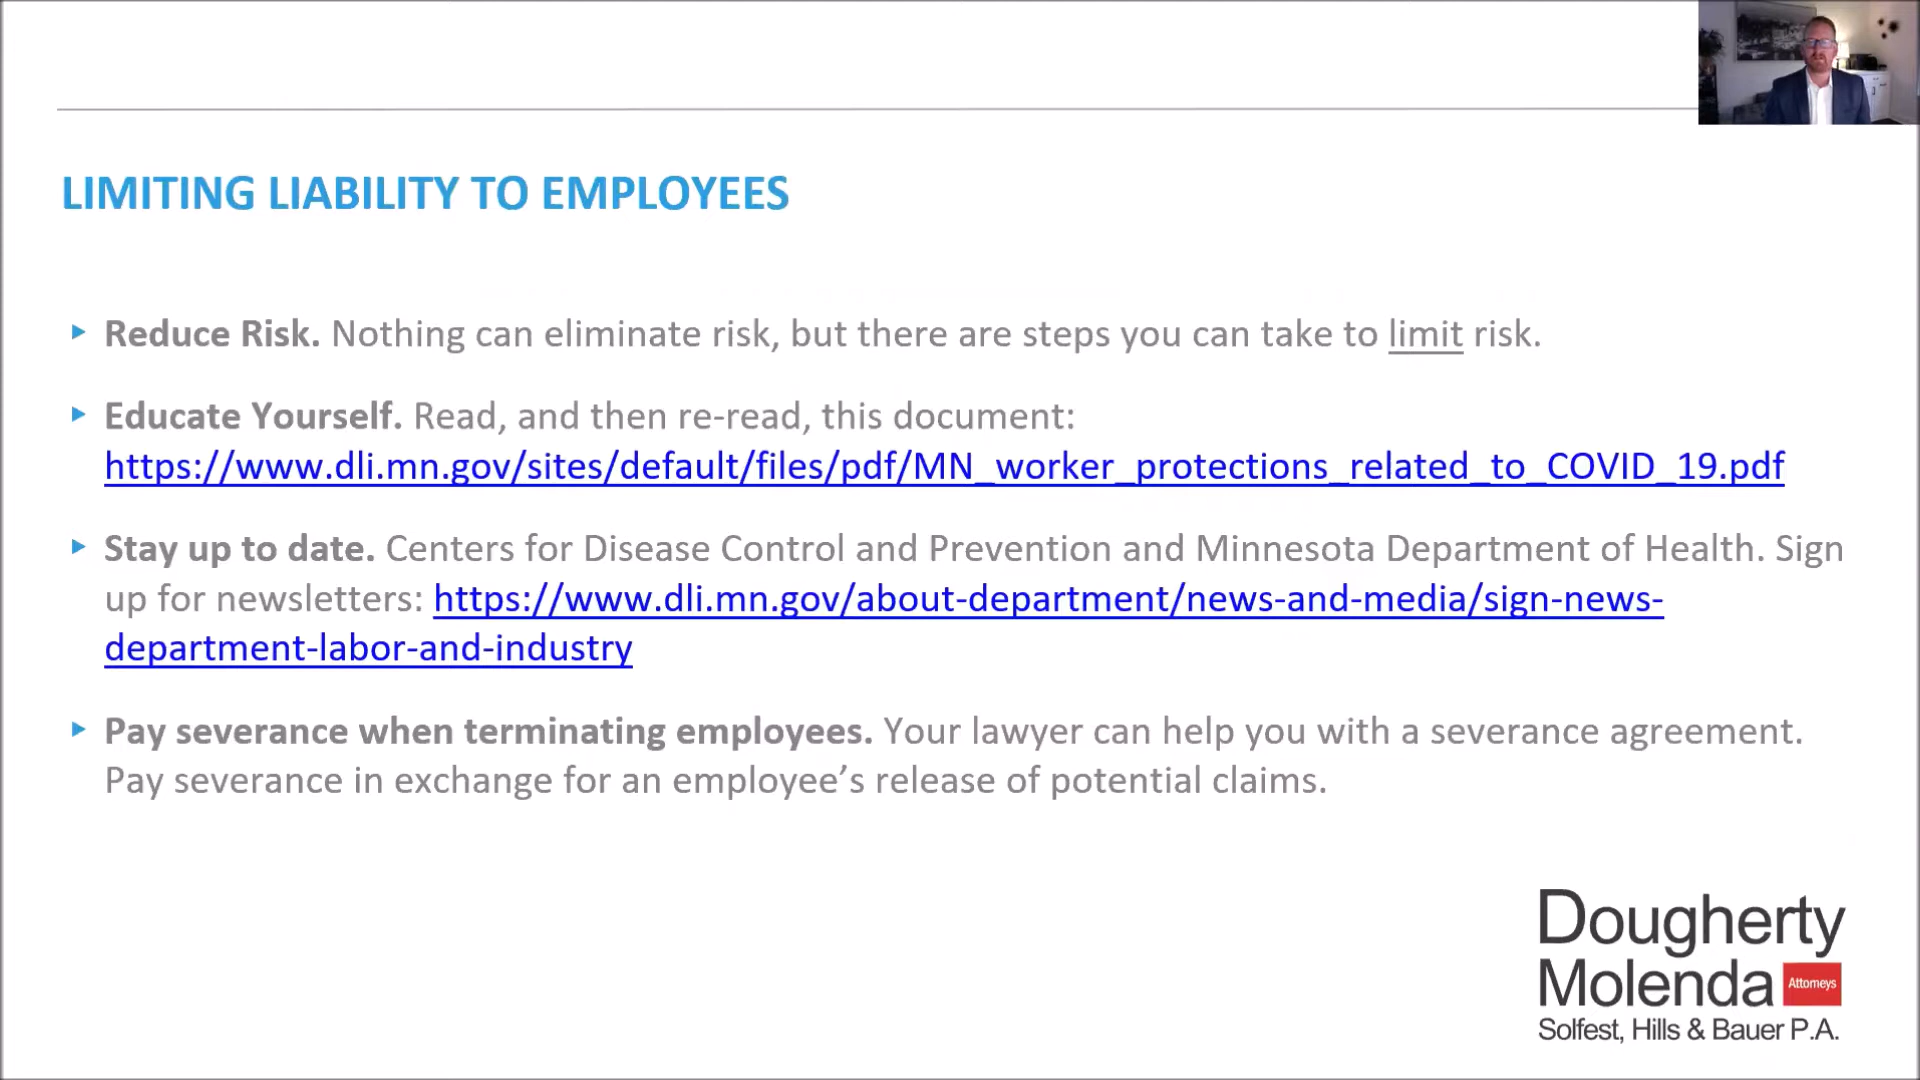 LIMITING LIABILITY TO EMPLOYEES
Reduce Risk. Nothing can eliminate risk, but there are steps you can take to limit risk.
Educate Yourself. Read, and then re-read, this document:
https://www.dli.mn.gov/sites/default/files/pdf/MN_worker_protections_related_to_COVID_19.pdf
Stay up to date. Centers for Disease Control and Prevention and Minnesota Department of Health. Sign
up for newsletters: https://www.dli.mn.gov/about-department/news-and-media/sign-news-
department-labor-and-industry
Pay severance when terminating employees. Your lawyer can help you with a severance agreement.
Pay severance in exchange for an employee’s release of potential claims.
Dougherty
Molenda Attorneys
Solfest, Hills & Bauer P.A.